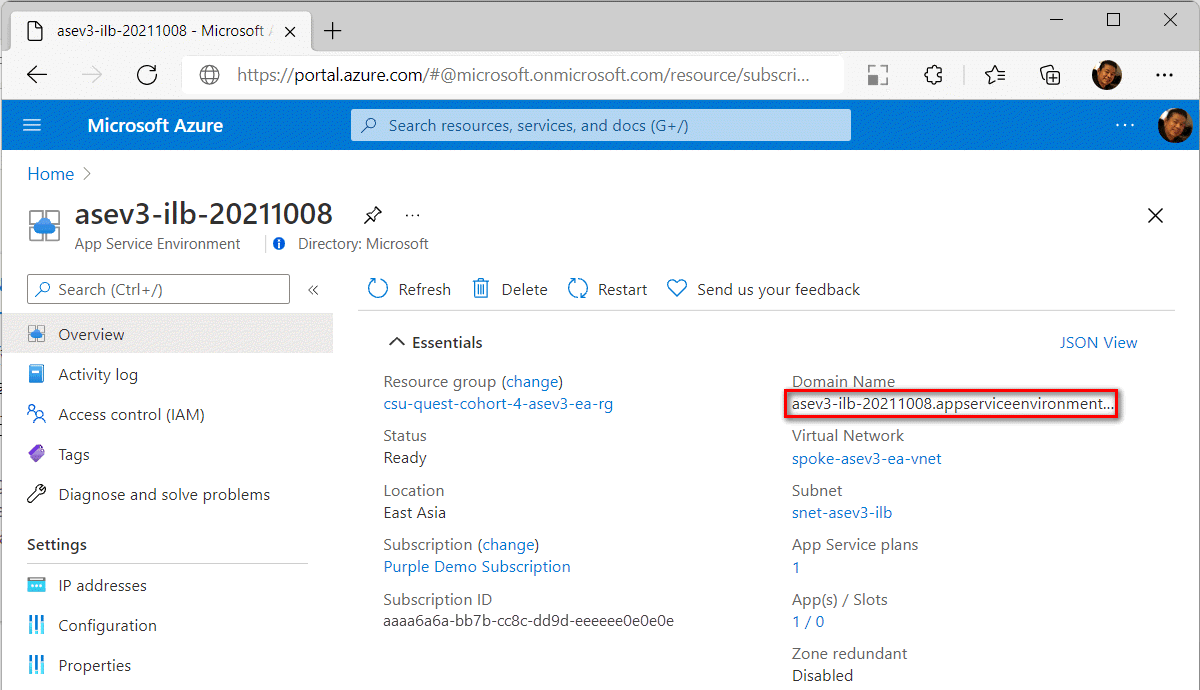 asev3-ilb-20211008 - Microsoft A
https://portal.azure.com/#@microsoft.onmicrosoft.com/resource/subscri...
Microsoft Azure
Search resources, services, and docs (G+/)
Home
asev3-ilb-20211008
App Service Environment
Directory: Microsoft
Search (Ctrl+/)
Overview
Activity log
Access control (IAM)
Tags
Diagnose and solve problems
Settings
IP addresses
Configuration
Properties
Refresh
Delete
Restart
Send us your feedback
Essentials
JSON View
Resource group (change)
csu-quest-cohort-4-asev3-ea-rg
Status
Ready
Location
East Asia
Subscription (change)
Purple Demo Subscription
Subscription ID
aaaa6a6a-bb7b-cc8c-dd9d-eeeeee0e0e0e
Domain Name
asev3-ilb-20211008.appserviceenvironment...
Virtual Network
spoke-asev3-ea-vnet
Subnet
snet-asev3-ilb
App Service plans
1
App(s) / Slots
1 / 0
Zone redundant
Disabled